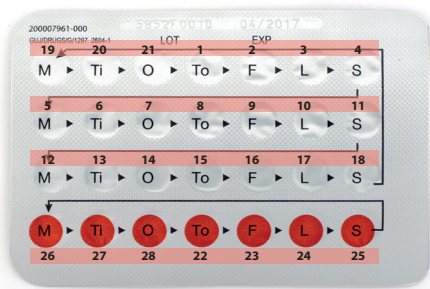 200007961-000
5952F001D 04/2017
GUJ/DRUGS/G/1297 2604-1 LOT EXP
19 20 21 1 2 3 4
M Ti O To F L S
5 6 7 8 9 10 11
M Ti O To F L S
12 13 14 15 16 17 18
M Ti O To F L S
M Ti O To F L S
26 27 28 22 23 24 25